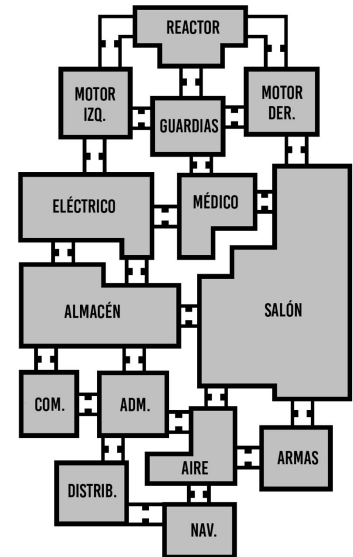 REACTOR
MOTOR
IZQ.
GUARDIAS
MOTOR
DER.
ELÉCTRICO
MÉDICO
ALMACÉN
SALÓN
COM.
ADM.
AIRE
ARMAS
DISTRIB.
NAV.